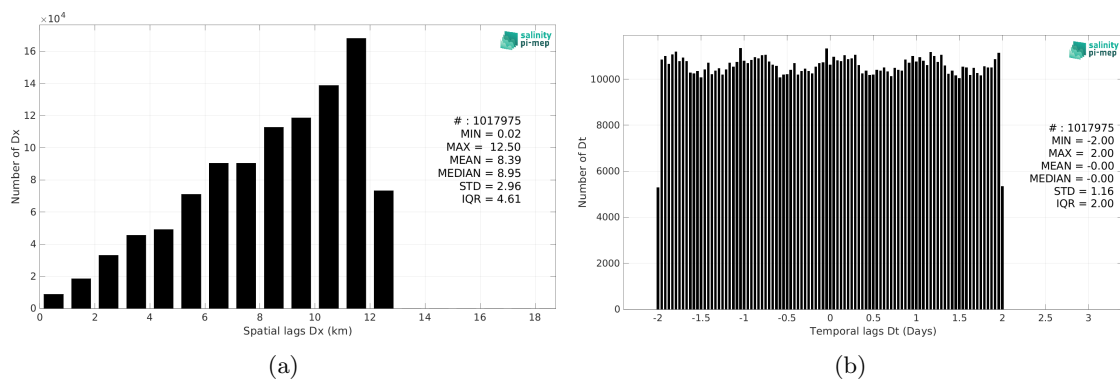 ×10⁴
16
14
12
10
8
6
4
2
0
Number of Dx
0 2 4 6 8 10 12 14 16 18
Spatial lags Dx (km)
salinity
pi-mep
# : 1017975
MIN = 0.02
MAX = 12.50
MEAN = 8.39
MEDIAN = 8.95
STD = 2.96
IQR = 4.61
(a)
10000
8000
6000
4000
2000
0
Number of Dt
-2 -1.5 -1 -0.5 0 0.5 1 1.5 2 2.5 3
Temporal lags Dt (Days)
salinity
pi-mep
# : 1017975
MIN = -2.00
MAX = 2.00
MEAN = -0.00
MEDIAN = -0.00
STD = 1.16
IQR = 2.00
(b)